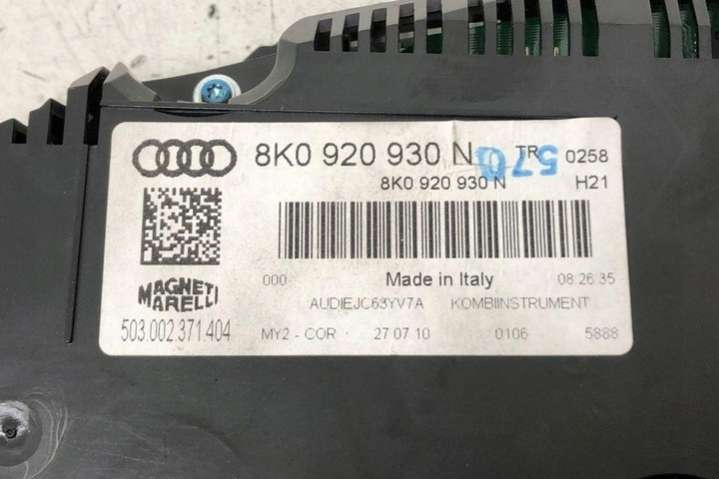 8K0 920 930 N TR 0258
570
8K0 920 930 N H21
000 Made in Italy 08:26:35
MAGNETI MARELLI
AUDIEJC63YV7A KOMBIINSTRUMENT
503.002.371.404
MY2 - COR 27 07 10 0106 5888